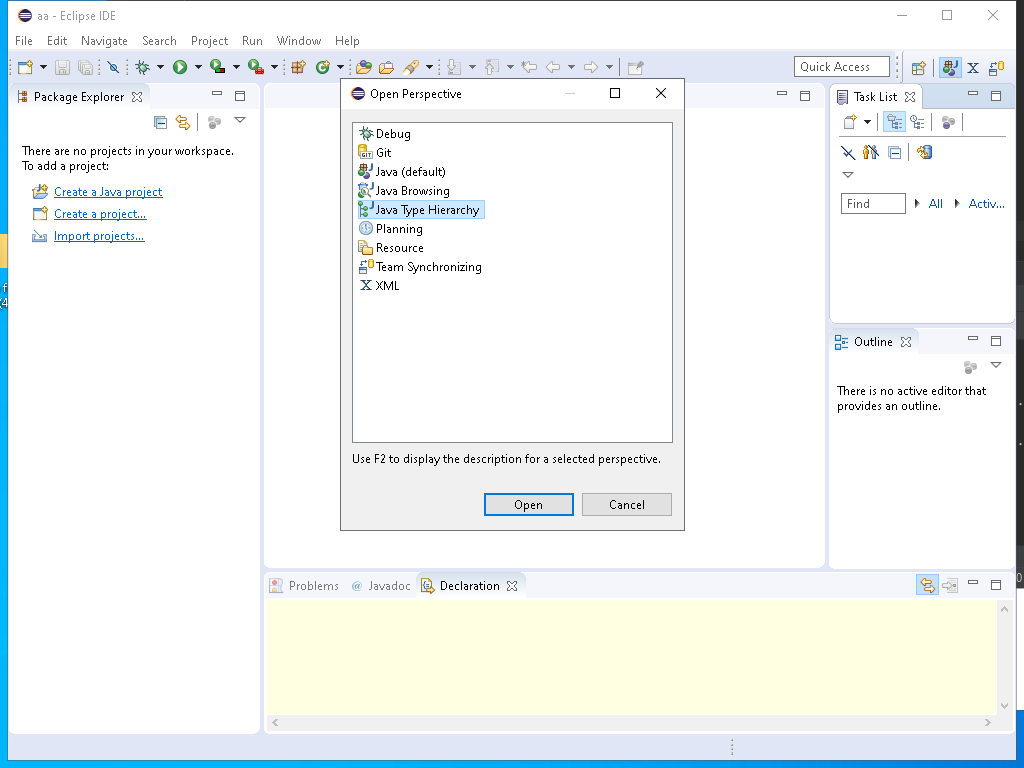 aa - Eclipse IDE
File Edit Navigate Search Project Run Window Help
Quick Access
Package Explorer
There are no projects in your workspace.
To add a project:
Create a Java project
Create a project...
Import projects...
Open Perspective
Debug
GIT Git
Java (default)
Java Browsing
Java Type Hierarchy
Planning
Resource
Team Synchronizing
XML
Use F2 to display the description for a selected perspective.
Open Cancel
Task List
Find All Activ...
Outline
There is no active editor that
provides an outline.
Problems @ Javadoc Declaration